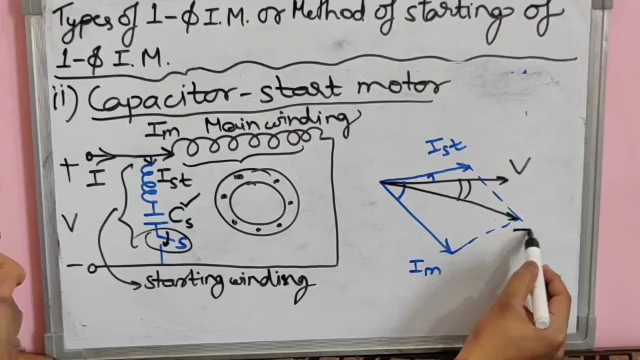 Types of 1-ϕ I.M. or Method of starting of
1-ϕ I.M.
ii) Capacitor-start motor
Im Main winding
+ I Ist
V Cs
S
-
starting winding
Ist
V
Im